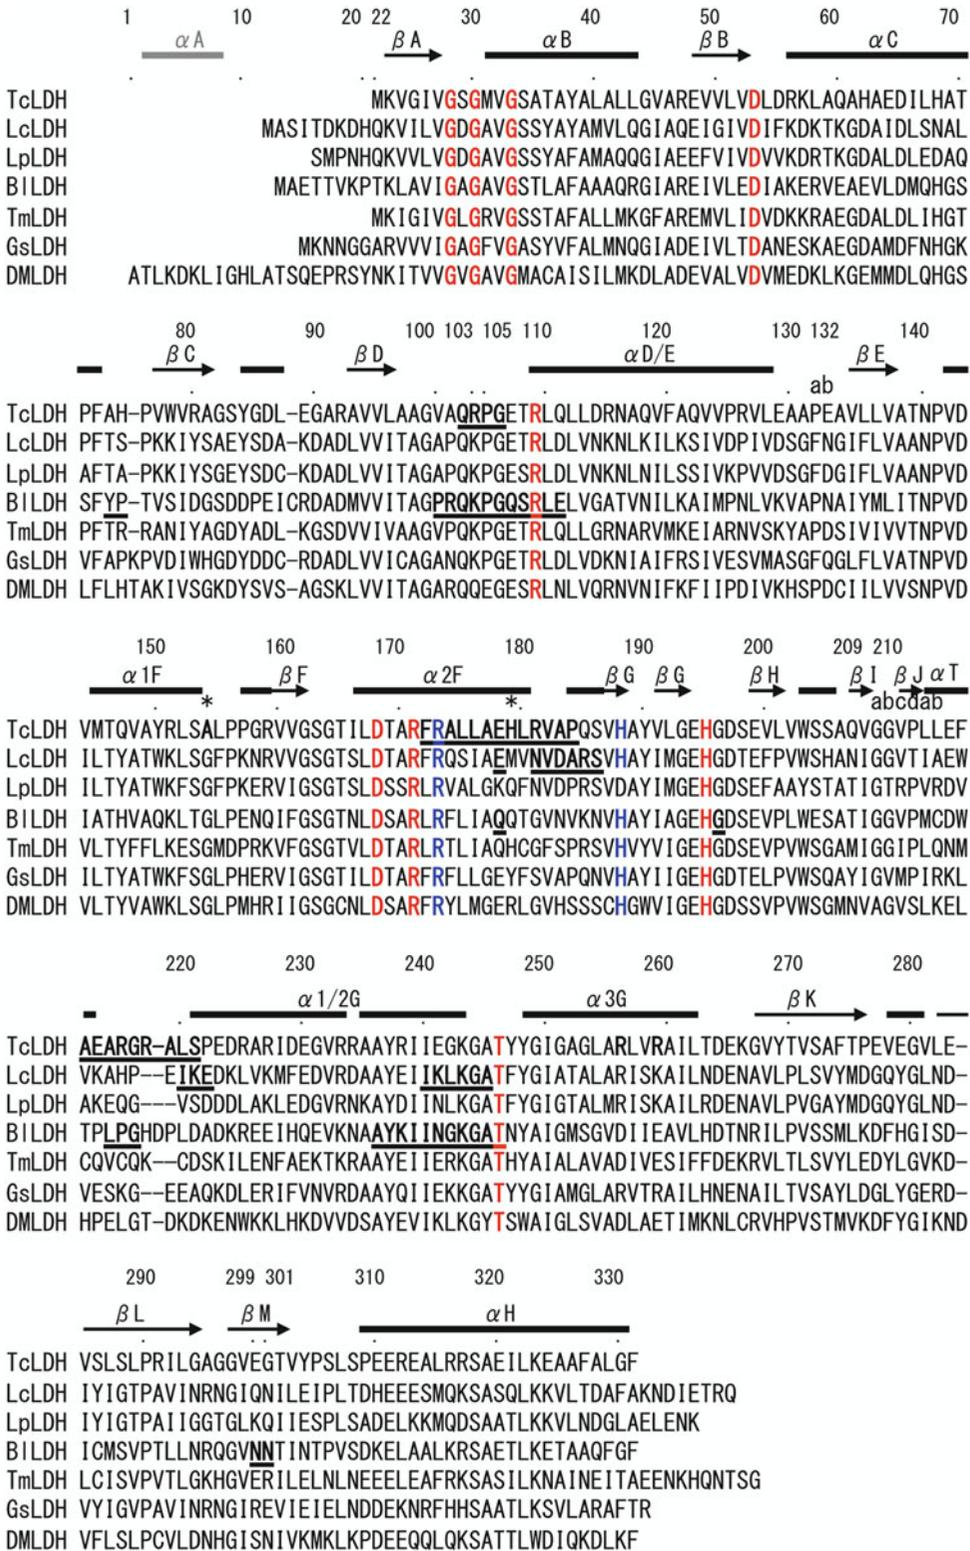 1 10 20 22 30 40 50 60 70
αA βA αB βB αC
TcLDH MKVGIVGSGMVGSATAYALALLGVAREVVLVDLDRKLAQAHAEDILHAT
LcLDH MASITDKDHQKVILVGDGAVGSSYAYAMVLQGIAQEIGIVDIFKDKTKGDAIDLSNAL
LpLDH SMPNHQKVVLVGDGAVGSSYAFAMAQQGIAEEFVIVDVVKDRTKGDALDLEDAQ
BlLDH MAETTVKPTKLAVIGAGAVGSTLAFAAAQRGIAREIVLEDIAKERVEAEVLDMQHGS
TmLDH MKIGIVGLGRVGSSTAFALLMKGFAREMVLIDVDKKRAEGDALDLIHGT
GsLDH MKNNGGARVVVIGAGFVGASYVFALMNQGIADEIVLTDANESKAEGDAMDFNHGK
DMLDH ATLKDKLIGHLATSQEPRSYNKITVVGVGAVGMACAISILMKDLADEVALVDVMEDKLKGEMMDLQHGS
80 90 100 103 105 110 120 130 132 140
βC βD αD/E βE
ab
TcLDH PFAH-PVWVRAGSYGDL-EGARAVVLAAGVAQRPGETRLQLLDRNAQVFAQVVPRVLEAAPEAVLLVATNPVD
LcLDH PFTS-PKKIYSAEYSDA-KDADLVVITAGAPQKPGETRLDLVNKNLKILKSIVDPIVDSGFNGIFLVAANPVD
LpLDH AFTA-PKKIYSGEYSDC-KDADLVVITAGAPQKPGETRLDLVNKNLNILSSIVKPVVDSGFDGIFLVAANPVD
BlLDH SFYP-TVSIDGSDDPEICRDADMVVITAGPRQKPGQSRLELVGATVNILKAIMPNLVKVAPNAIYMLITNPVD
TmLDH PFTR-RANIYAGDYADL-KGSDVVIVAAGVPQKPGETRLQLLGRNARVMKEIARNVSKYAPDSIVIVVTNPVD
GsLDH VFAPKPVDIWHGDYDDC-RDADLVVICAGANQKPGETRLDLVDKNIAIFRSIVESVMASGFQGLFLVATNPVD
DMLDH LFLHTAKIVSGKDYSVS-AGSKLVVITAGARQQEGESRLNLVQRNVNIFKFIIPDIVKHSPDCIILVVSNPVD
150 160 170 180 190 200 209 210
α1F βF α2F βG βG βH βI βJ αT
* * abcdab
TcLDH VMTQVAYRLSALPPGRVVGSGTILDTARFRALLAEHLRVAPQSVHAYVLGEHGDSEVLVWSSAQVGGVPLLEF
LcLDH ILTYATWKLSGFPKNRVVGSGTSLDTARFRQSIAEMVNVDARSVHAYIMGEHGDTEFPVWSHANIGGVTIAEW
LpLDH ILTYATWKFSGFPKERVIGSGTSLDSSRLRVALGKQFNVDPRSVDAYIMGEHGDSEFAAYSTATIGTRPVRDV
BlLDH IATHVAQKLTGLPENQIFGSGTNLDSARLRFLIAQQTGVNVKNVHAYIAGEHGDSEVPLWESATIGGVPMCDW
TmLDH VLTYFFLKESGMDPRKVFGSGTVLDTARLRTLIAQHCGFSPRSVHVYVIGEHGDSEVPVWSGAMIGGIPLQNM
GsLDH ILTYATWKFSGLPHERVIGSGTILDTARFRFLLGEYFSVAPQNVHAYIIGEHGDTELPVWSQAYIGVMPIRKL
DMLDH VLTYVAWKLSGLPMHRIIGSGCNLDSARFRYLMGERLGVHSSSCHGWVIGEHGDSSVPVWSGMNVAGVSLKEL
220 230 240 250 260 270 280
α1/2G α3G βK
TcLDH AEARGR-ALSPEDRARIDEGVRRAAYRIIEGKGATYYGIGAGLARLVRAILTDEKGVYTVSAFTPEVEGVLE-
LcLDH VKAHP--EIKEDKLVKMFEDVRDAAYEIIKLKGATFYGIATALARISKAILNDENAVLPLSVYMDGQYGLND-
LpLDH AKEQG---VSDDDLAKLEDGVRNKAYDIINLKGATFYGIGTALMRISKAILRDENAVLPVGAYMDGQYGLND-
BlLDH TPLPGHDPLDADKREEIHQEVKNAAYKIINGKGATNYAIGMSGVDIIEAVLHDTNRILPVSSMLKDFHGISD-
TmLDH CQVCQK--CDSKILENFAEKTKRAAYEIIERKGATHYAIALAVADIVESIFFDEKRVLTLSVYLEDYLGVKD-
GsLDH VESKG--EEAQKDLERIFVNVRDAAYQIIEKKGATYYGIAMGLARVTRAILHNENAILTVSAYLDGLYGERD-
DMLDH HPELGT-DKDKENWKKLHKDVVDSAYEVIKLKGYTSWAIGLSVADLAETIMKNLCRVHPVSTMVKDFYGIKND
290 299 301 310 320 330
βL βM αH
TcLDH VSLSLPRILGAGGVEGTVYPSLSPEEREALRRSAEILKEAAFALGF
LcLDH IYIGTPAVINRNGIQNILEIPLTDHEEESMQKSASQLKKVLTDAFAKNDIETRQ
LpLDH IYIGTPAIIGGTGLKQIIESPLSADELKKMQDSAATLKKVLNDGLAELENK
BlLDH ICMSVPTLLNRQGVNNTINTPVSDKELAALKRSAETLKETAAQFGF
TmLDH LCISVPVTLGKHGVERILELNLNEEELEAFRKSASILKNAINEITAEENKHQNTSG
GsLDH VYIGVPAVINRNGIREVIEIELNDDEKNRFHHSAATLKSVLARAFTR
DMLDH VFLSLPCVLDNHGISNIVKMKLKPDEEQQLQKSATTLWDIQKDLKF